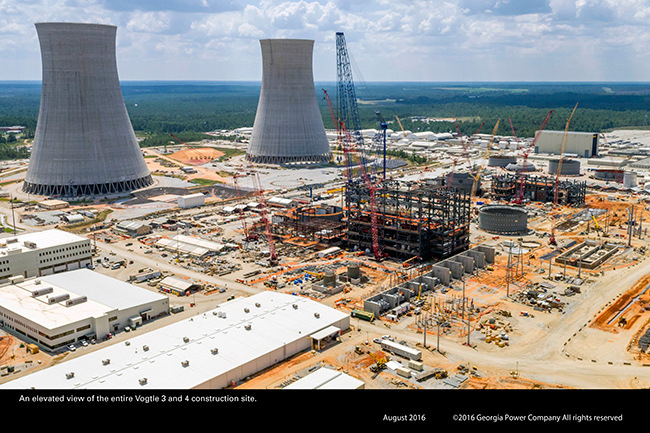 An elevated view of the entire Vogtle 3 and 4 construction site.
August 2016 ©2016 Georgia Power Company All rights reserved